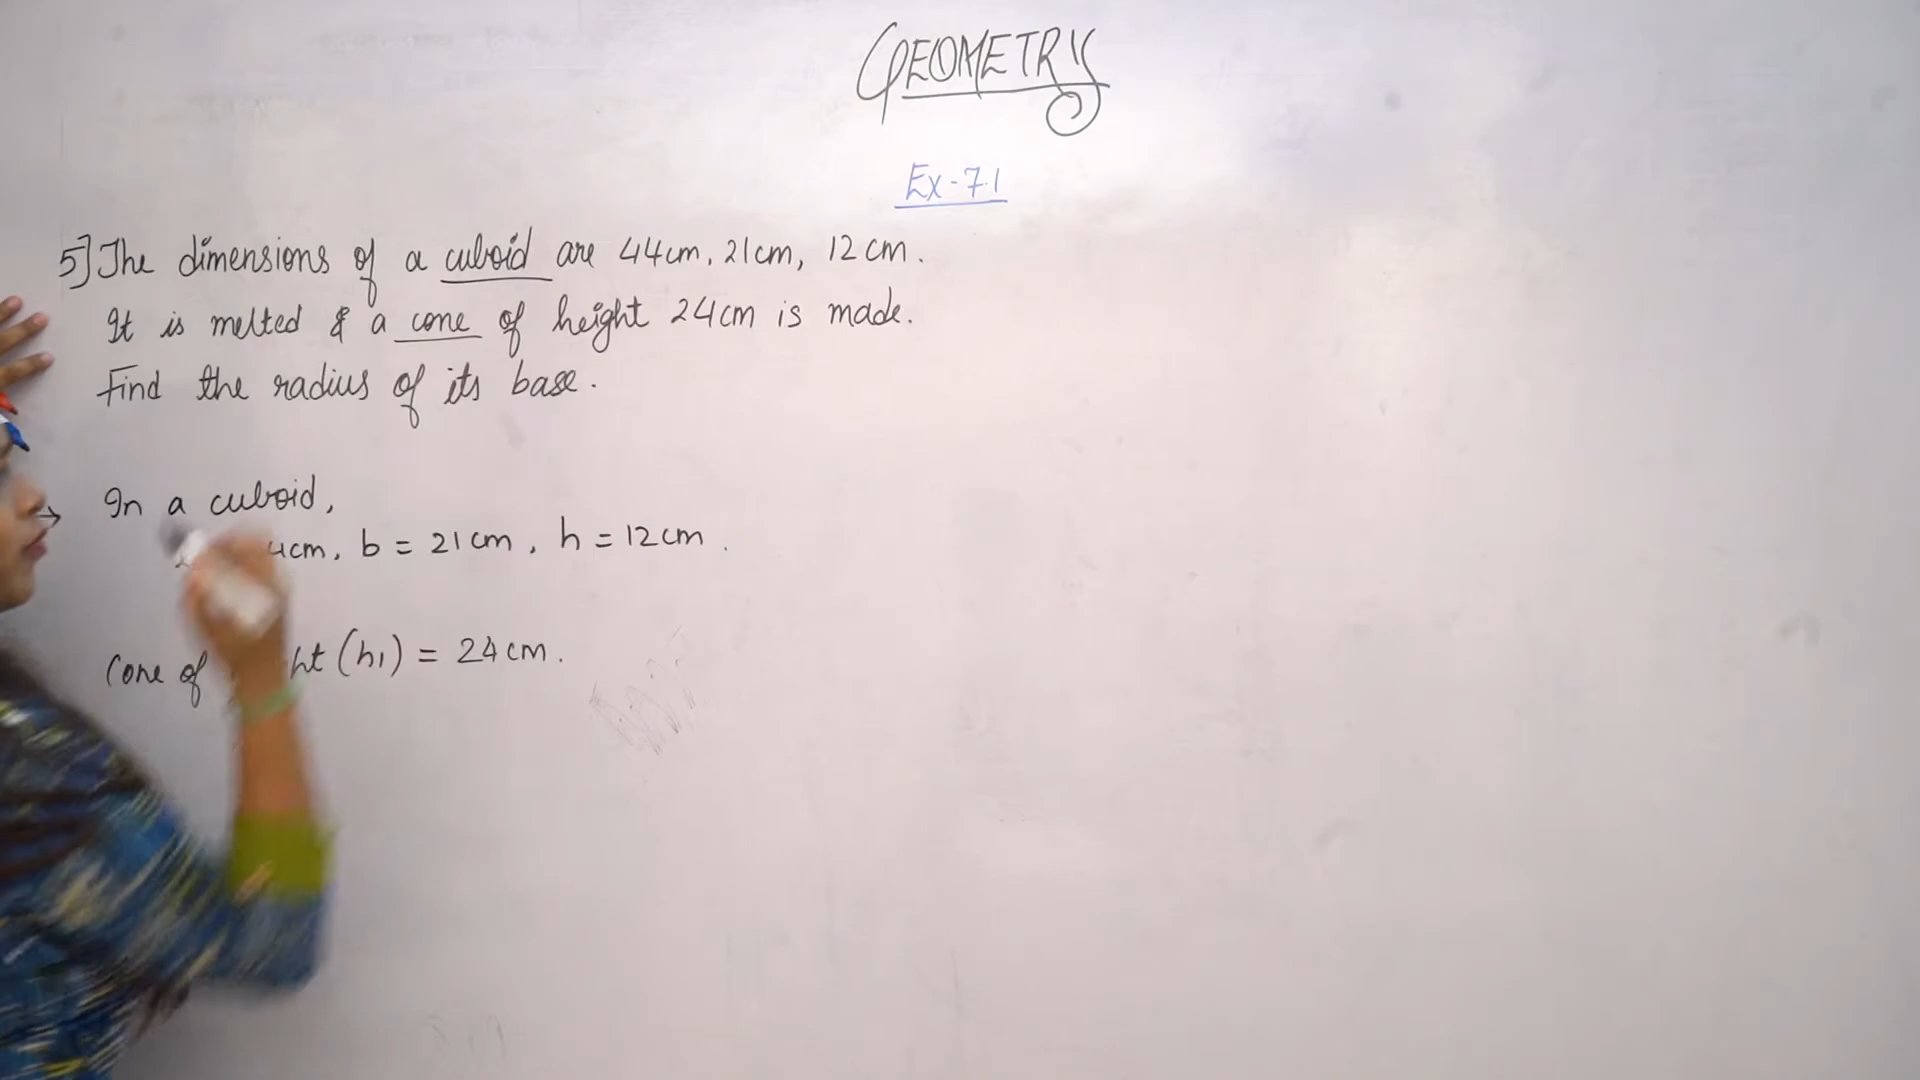 GEOMETRY
Ex-7.1
5] The dimensions of a cuboid are 44cm, 21cm, 12cm.
It is melted & a cone of height 24cm is made.
Find the radius of its base.
→ In a cuboid,
4cm, b = 21cm, h = 12cm.
Cone of ht (h1) = 24cm.